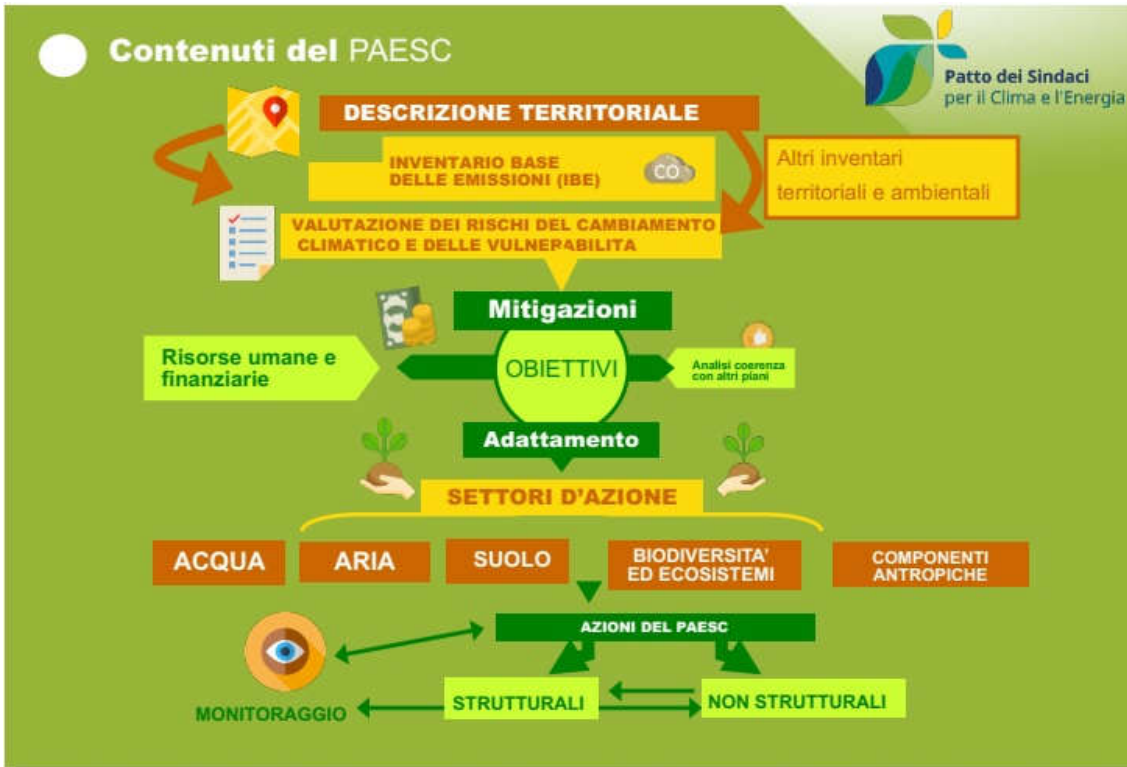 Contenuti del PAESC
Patto dei Sindaci
per il Clima e l'Energia
DESCRIZIONE TERRITORIALE
INVENTARIO BASE
DELLE EMISSIONI (IBE)
CO
Altri inventari
territoriali e ambientali
VALUTAZIONE DEI RISCHI DEL CAMBIAMENTO
CLIMATICO E DELLE VULNERABILITA
Mitigazioni
Risorse umane e
finanziarie
OBIETTIVI
Analisi coerenza
con altri piani
Adattamento
SETTORI D'AZIONE
ACQUA
ARIA
SUOLO
BIODIVERSITA'
ED ECOSISTEMI
COMPONENTI
ANTROPICHE
AZIONI DEL PAESC
MONITORAGGIO
STRUTTURALI
NON STRUTTURALI